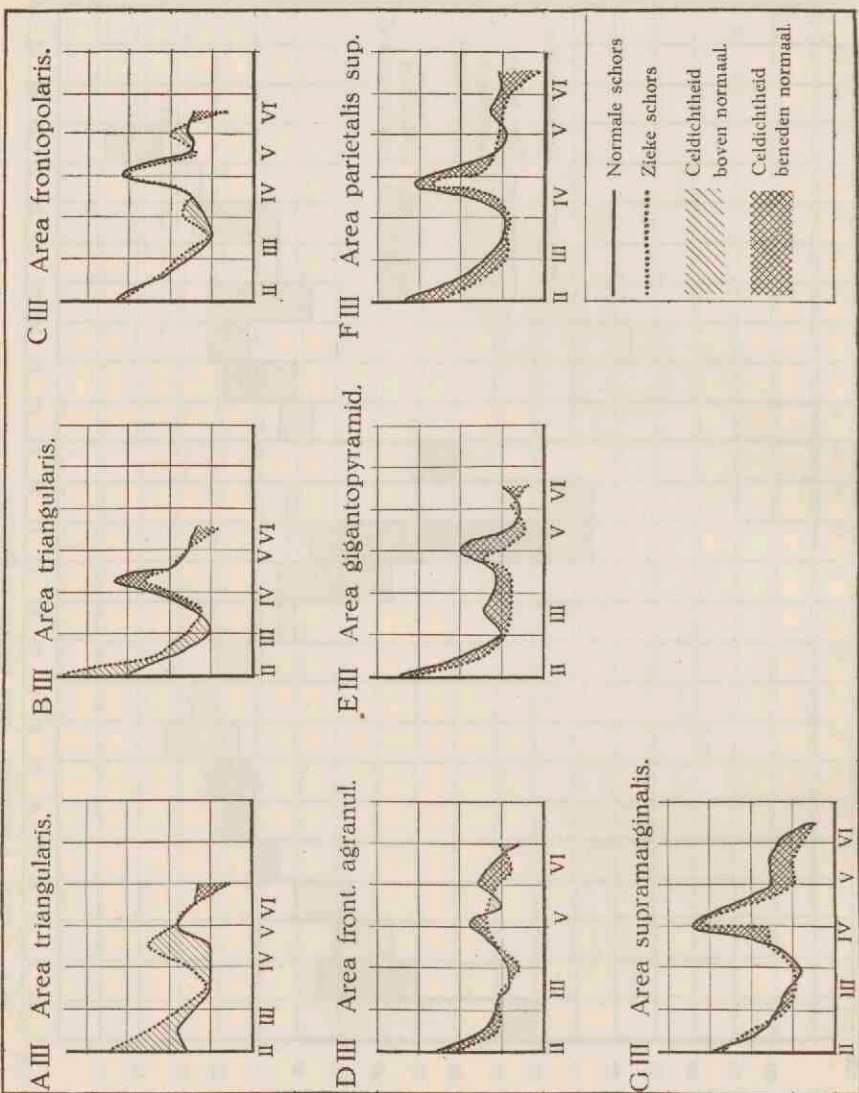 A III Area triangularis.
II III IV V VI
B III Area triangularis.
II III IV V VI
C III Area frontopolaris.
II III IV V VI
D III Area front. agranul.
II III V VI
E III Area gigantopyramid.
II III V VI
F III Area parietalis sup.
II III IV V VI
G III Area supramarginalis.
II III IV V VI
Normale schors
Zieke schors
Celdichtheid
boven normaal.
Celdichtheid
beneden normaal.